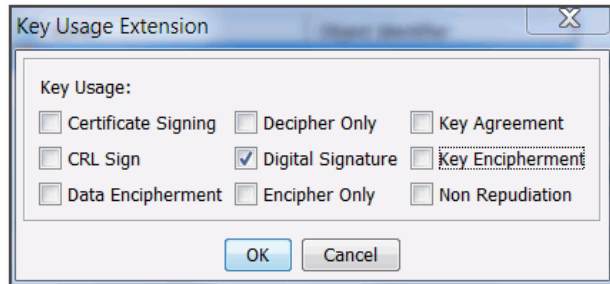 Key Usage Extension
Key Usage:
Certificate Signing Decipher Only Key Agreement
CRL Sign Digital Signature Key Encipherment
Data Encipherment Encipher Only Non Repudiation
OK Cancel